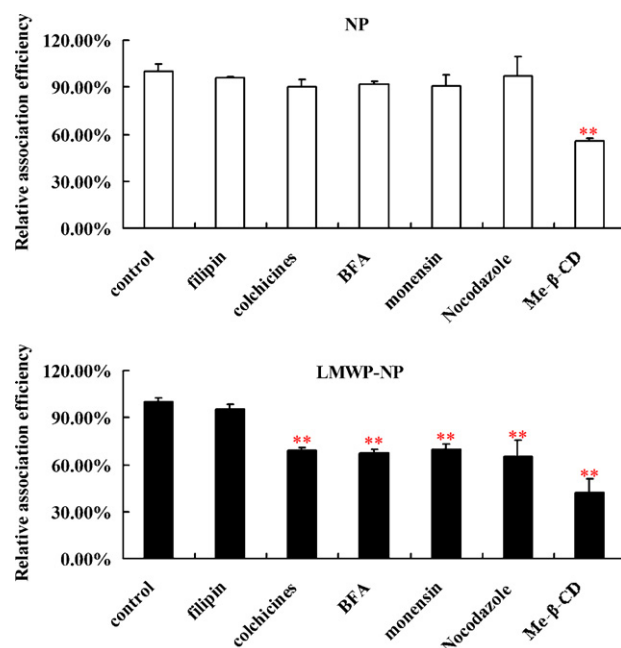 NP
Relative association efficiency
120.00%
90.00%
60.00%
30.00%
0.00%
**
control
filipin
colchicines
BFA
monensin
Nocodazole
Me-β-CD
LMWP-NP
Relative association efficiency
120.00%
90.00%
60.00%
30.00%
0.00%
**
**
**
**
**
control
filipin
colchicines
BFA
monensin
Nocodazole
Me-β-CD